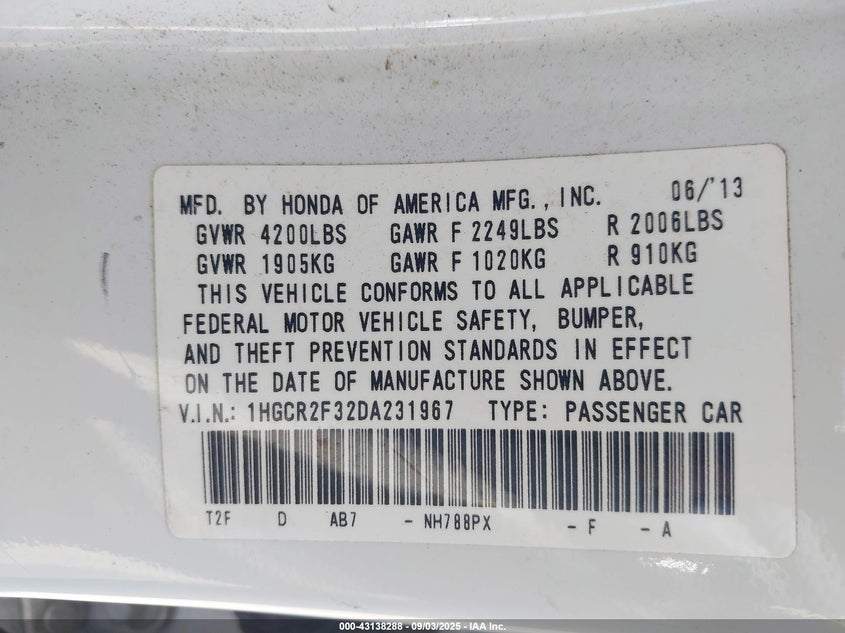 MFD. BY HONDA OF AMERICA MFG., INC. 06/'13
GVWR 4200LBS GAWR F 2249LBS R 2006LBS
GVWR 1905KG GAWR F 1020KG R 910KG
THIS VEHICLE CONFORMS TO ALL APPLICABLE
FEDERAL MOTOR VEHICLE SAFETY, BUMPER,
AND THEFT PREVENTION STANDARDS IN EFFECT
ON THE DATE OF MANUFACTURE SHOWN ABOVE.
V.I.N.: 1HGCR2F32DA231967 TYPE: PASSENGER CAR
T2F D AB7 - NH788PX - F - A
000-43138288 - 09/03/2025 - IAA Inc.